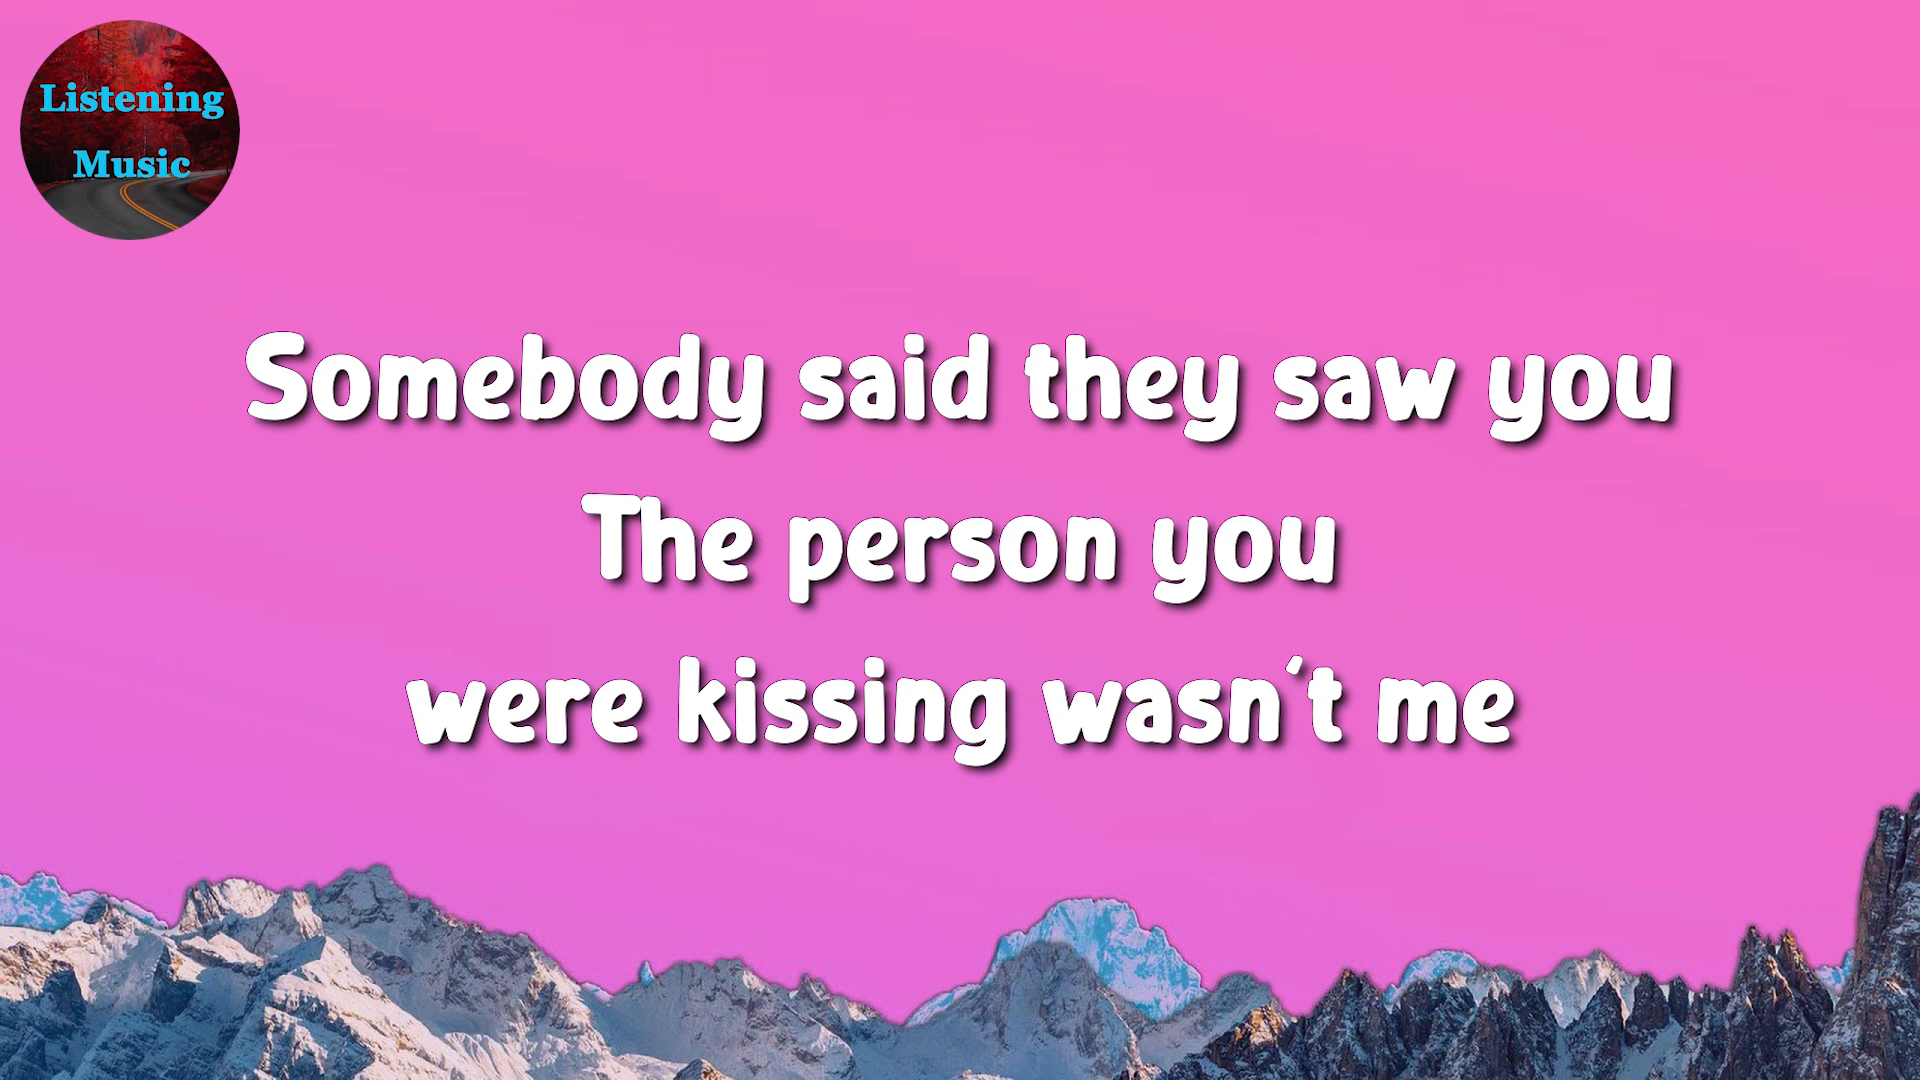 Listening
Music
Somebody said they saw you
The person you
were kissing wasn't me